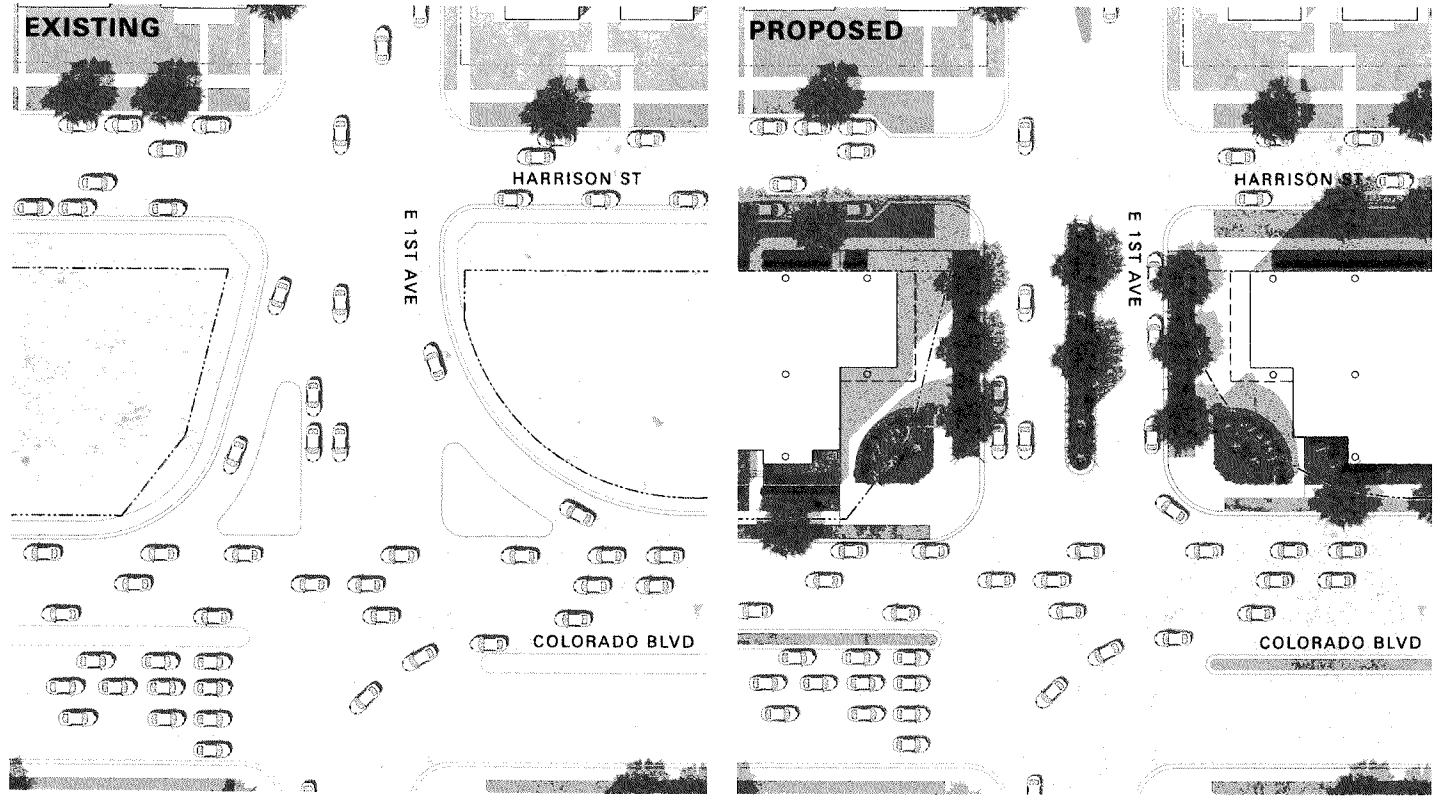 EXISTING
HARRISON ST
E 1ST AVE
COLORADO BLVD
PROPOSED
HARRISON ST
E 1ST AVE
COLORADO BLVD